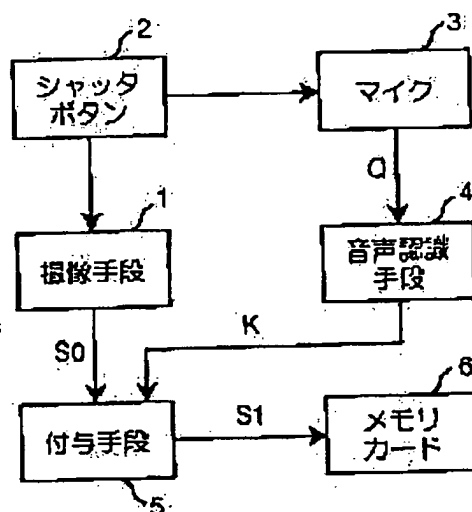 2
3
シャッタ
ボタン
マイク
a
1
4
撮像手段
音声認識
手段
S0
K
6
付与手段
S1
メモリ
カード
5